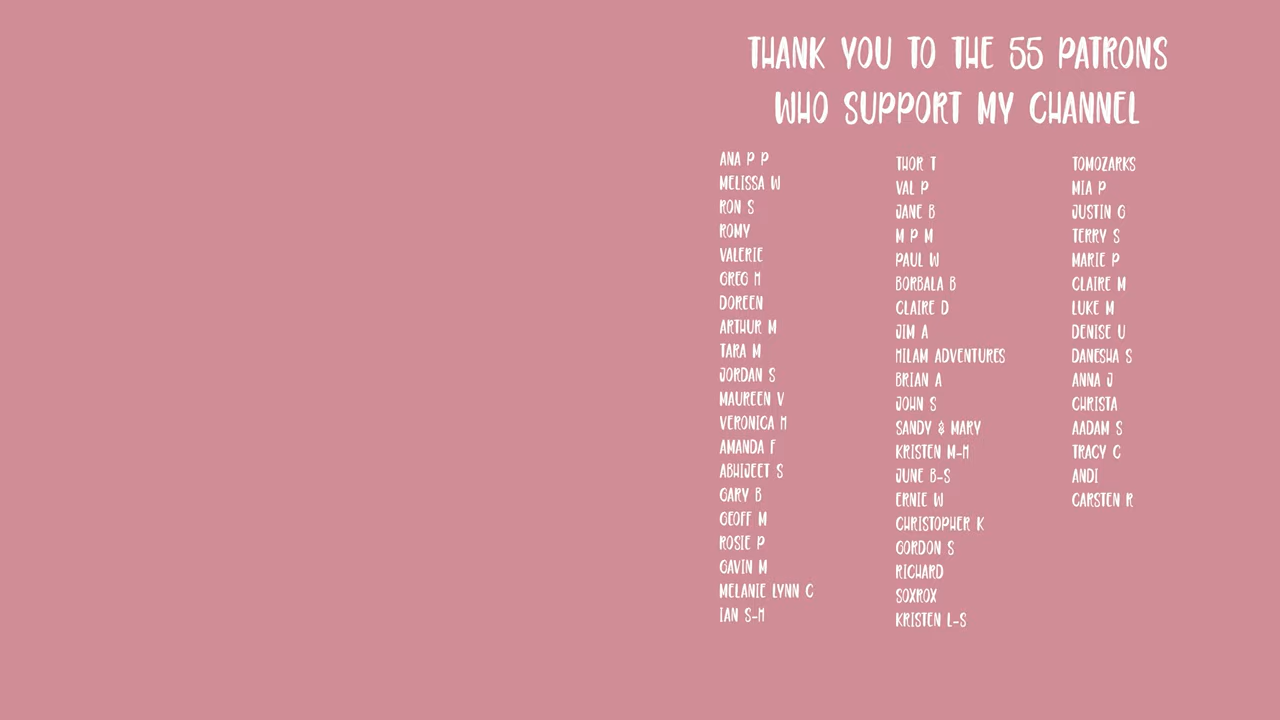 THANK YOU TO THE 55 PATRONS
WHO SUPPORT MY CHANNEL
ANA P P
MELISSA W
RON S
ROMY
VALERIE
GREG H
DOREEN
ARTHUR M
TARA M
JORDAN S
MAUREEN V
VERONICA H
AMANDA F
ABHIJEET S
GARY B
GEOFF M
ROSIE P
GAVIN M
MELANIE LYNN C
IAN S-H
THOR T
VAL P
JANE B
M P M
PAUL W
BORBALA B
CLAIRE D
JIM A
HILAM ADVENTURES
BRIAN A
JOHN S
SANDY & MARY
KRISTEN M-H
JUNE B-S
ERNIE W
CHRISTOPHER K
GORDON S
RICHARD
SOXROX
KRISTEN L-S
TOMOZARKS
MIA P
JUSTIN G
TERRY S
MARIE P
CLAIRE M
LUKE M
DENISE U
DANESHA S
ANNA J
CHRISTA
AADAM S
TRACY C
ANDI
CARSTEN R